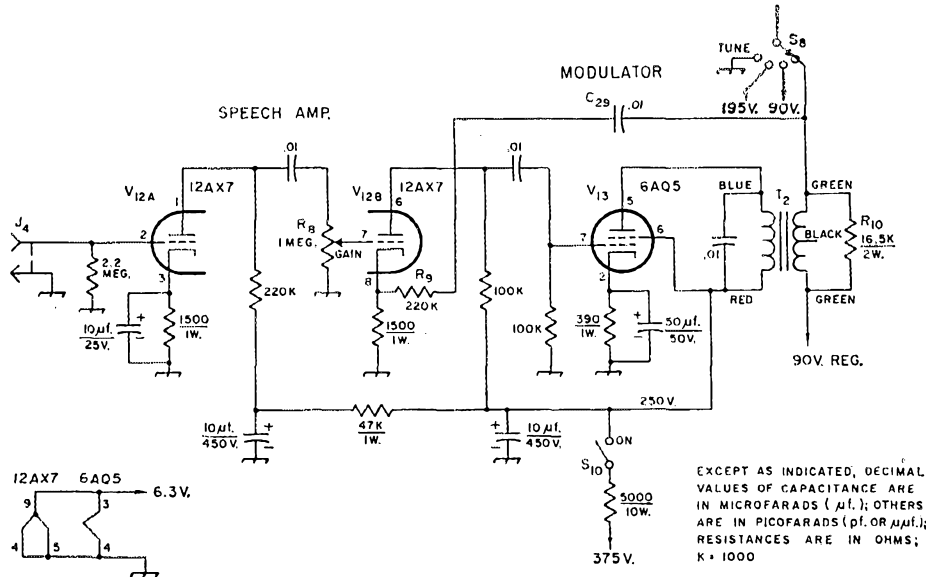 S8
TUNE
MODULATOR
C29 .01
195V. 90V.
SPEECH AMP.
.01
.01
V12A 12AX7
V12B 12AX7
V13 6AQ5
BLUE T2 GREEN
J4
1
2
3
R8
1 MEG.
GAIN
6
7
8
R9
220K
5
7
6
2
.01
BLACK
R10
16.5K
2W.
2.2
MEG.
220K
100K
100K
RED
GREEN
10µf.
25V.
1500
1W.
1500
1W.
390
1W.
50µf.
50V.
90V. REG.
250V.
10µf.
450V.
47K
1W.
10µf.
450V.
ON
S10
5000
10W.
375V.
12AX7 6AQ5
6.3V.
9
3
4
5
4
EXCEPT AS INDICATED, DECIMAL
VALUES OF CAPACITANCE ARE
IN MICROFARADS (µf.); OTHERS
ARE IN PICOFARADS (pf. OR µµf.);
RESISTANCES ARE IN OHMS;
K = 1000